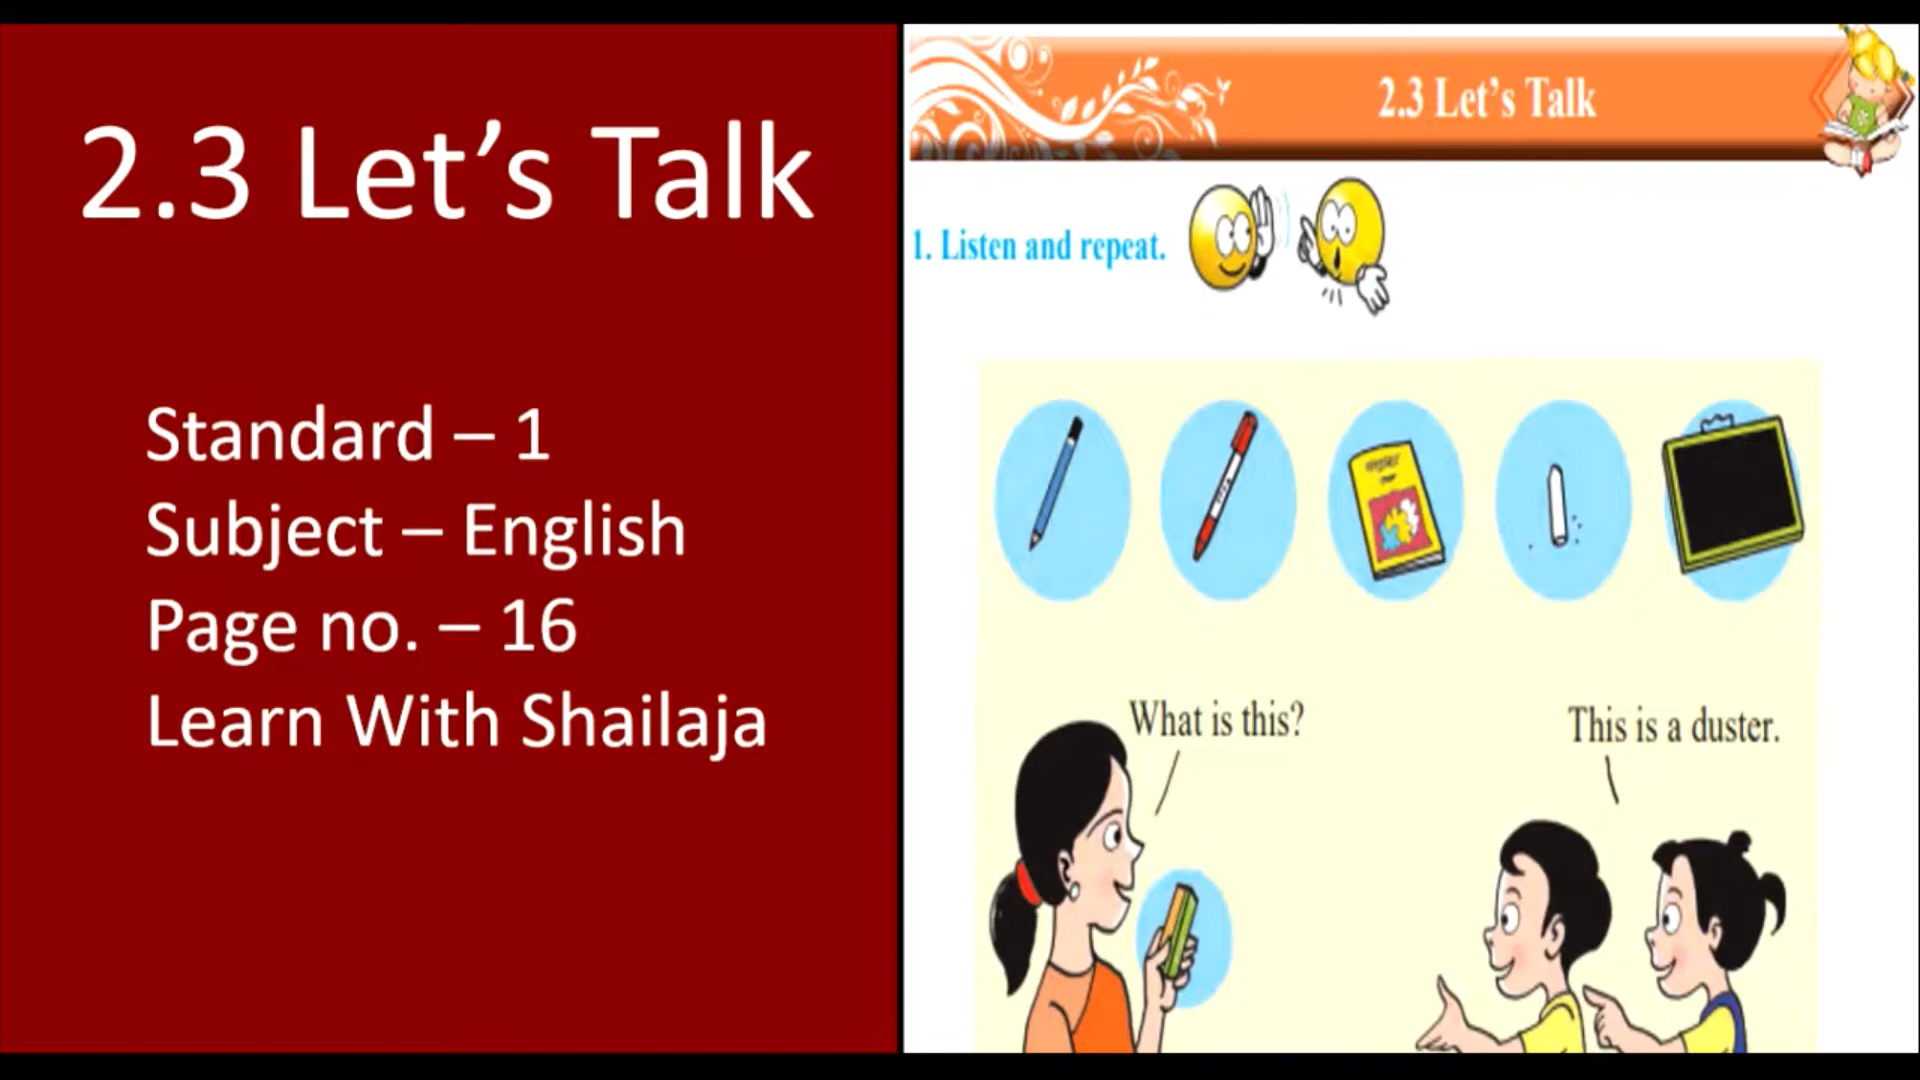 2.3 Let’s Talk
Standard – 1
Subject – English
Page no. – 16
Learn With Shailaja
2.3 Let’s Talk
1. Listen and repeat.
What is this?
This is a duster.